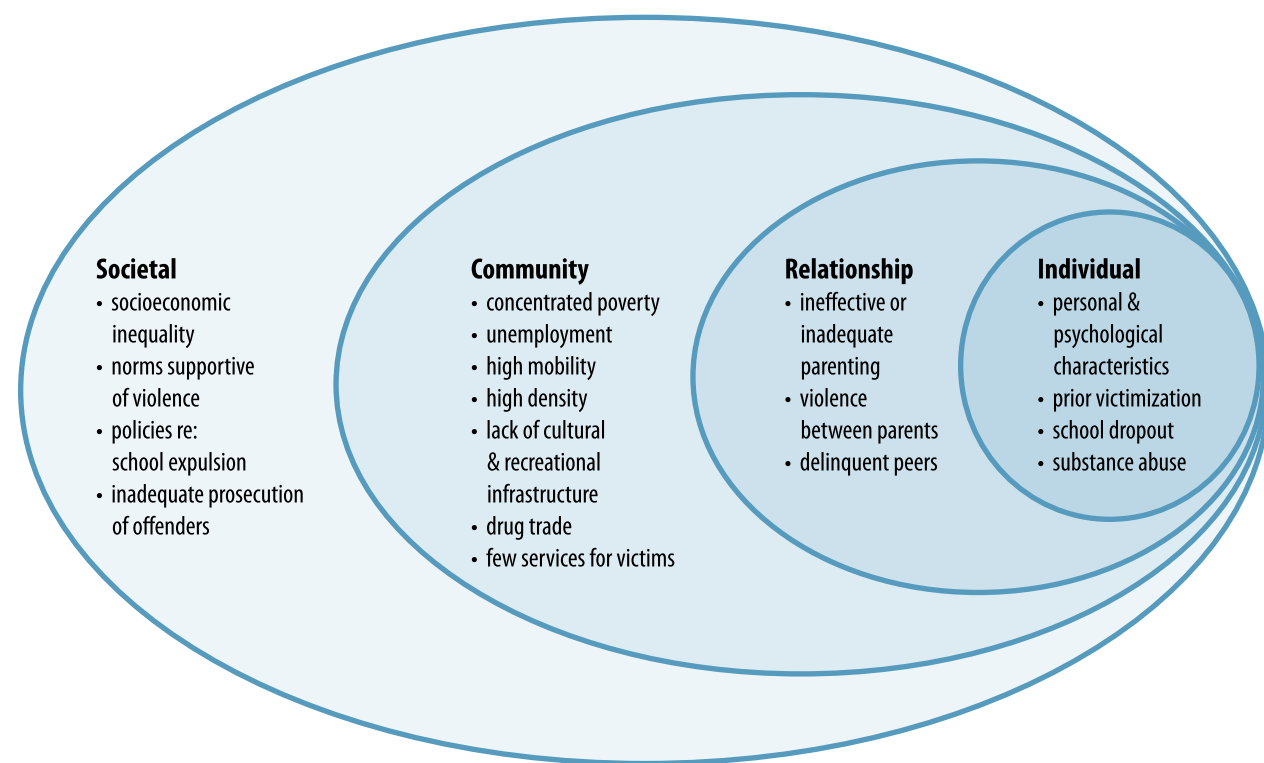 Societal
• socioeconomic
inequality
• norms supportive
of violence
• policies re:
school expulsion
• inadequate prosecution
of offenders
Community
• concentrated poverty
• unemployment
• high mobility
• high density
• lack of cultural
& recreational
infrastructure
• drug trade
• few services for victims
Relationship
• ineffective or
inadequate
parenting
• violence
between parents
• delinquent peers
Individual
• personal &
psychological
characteristics
• prior victimization
• school dropout
• substance abuse